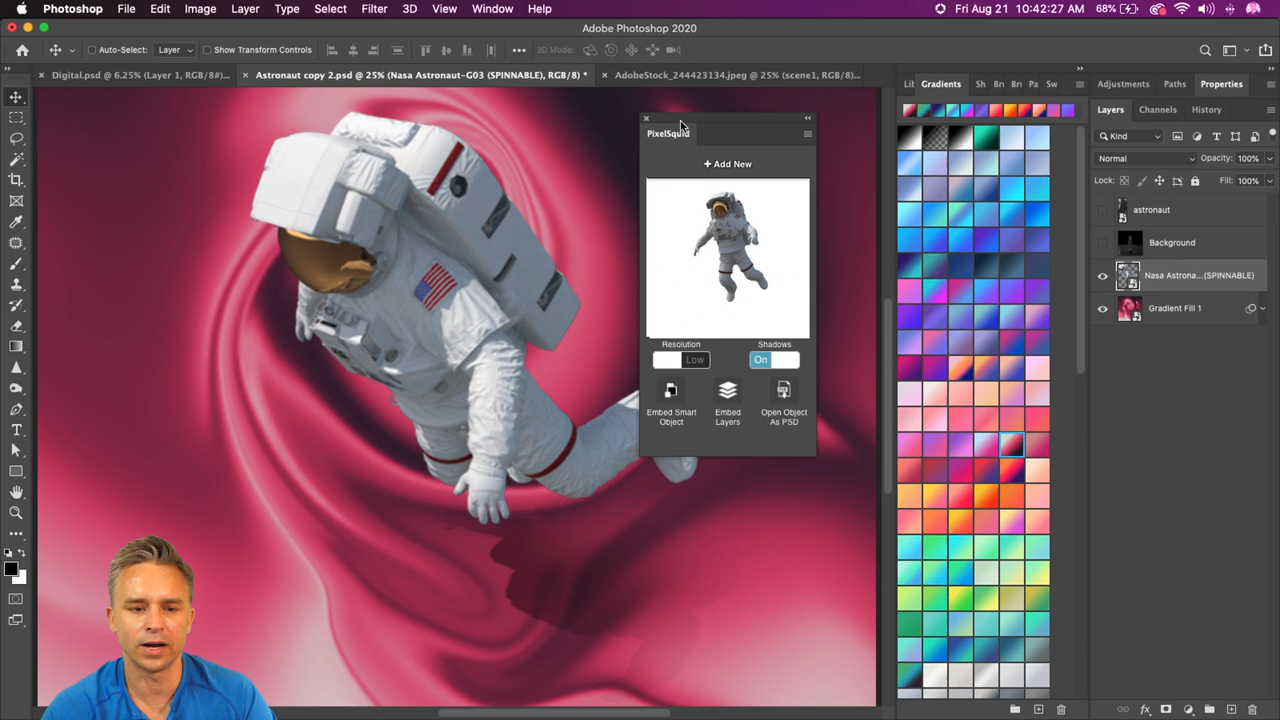 Photoshop File Edit Image Layer Type Select Filter 3D View Window Help 68% Fri Aug 21 10:42:27 AM
Adobe Photoshop 2020
Auto-Select: Layer Show Transform Controls 3D Mode:
Digital.psd @ 6.25% (Layer 1, RGB/8#)... Astronaut copy 2.psd @ 25% (Nasa Astronaut-G03 (SPINNABLE), RGB/8) * AdobeStock_244423134.jpeg @ 25% (scene1, RGB/8)...
Gradients Sh Bri Br Pat Sw Adjustments Paths Properties
Layers Channels History
PixelSquid
Kind
Normal Opacity: 100%
+ Add New
Lock: Fill: 100%
astronaut
Background
Nasa Astrona...(SPINNABLE)
Gradient Fill 1
Resolution Shadows
Low On
Embed Smart Object
Embed Layers
Open Object As PSD